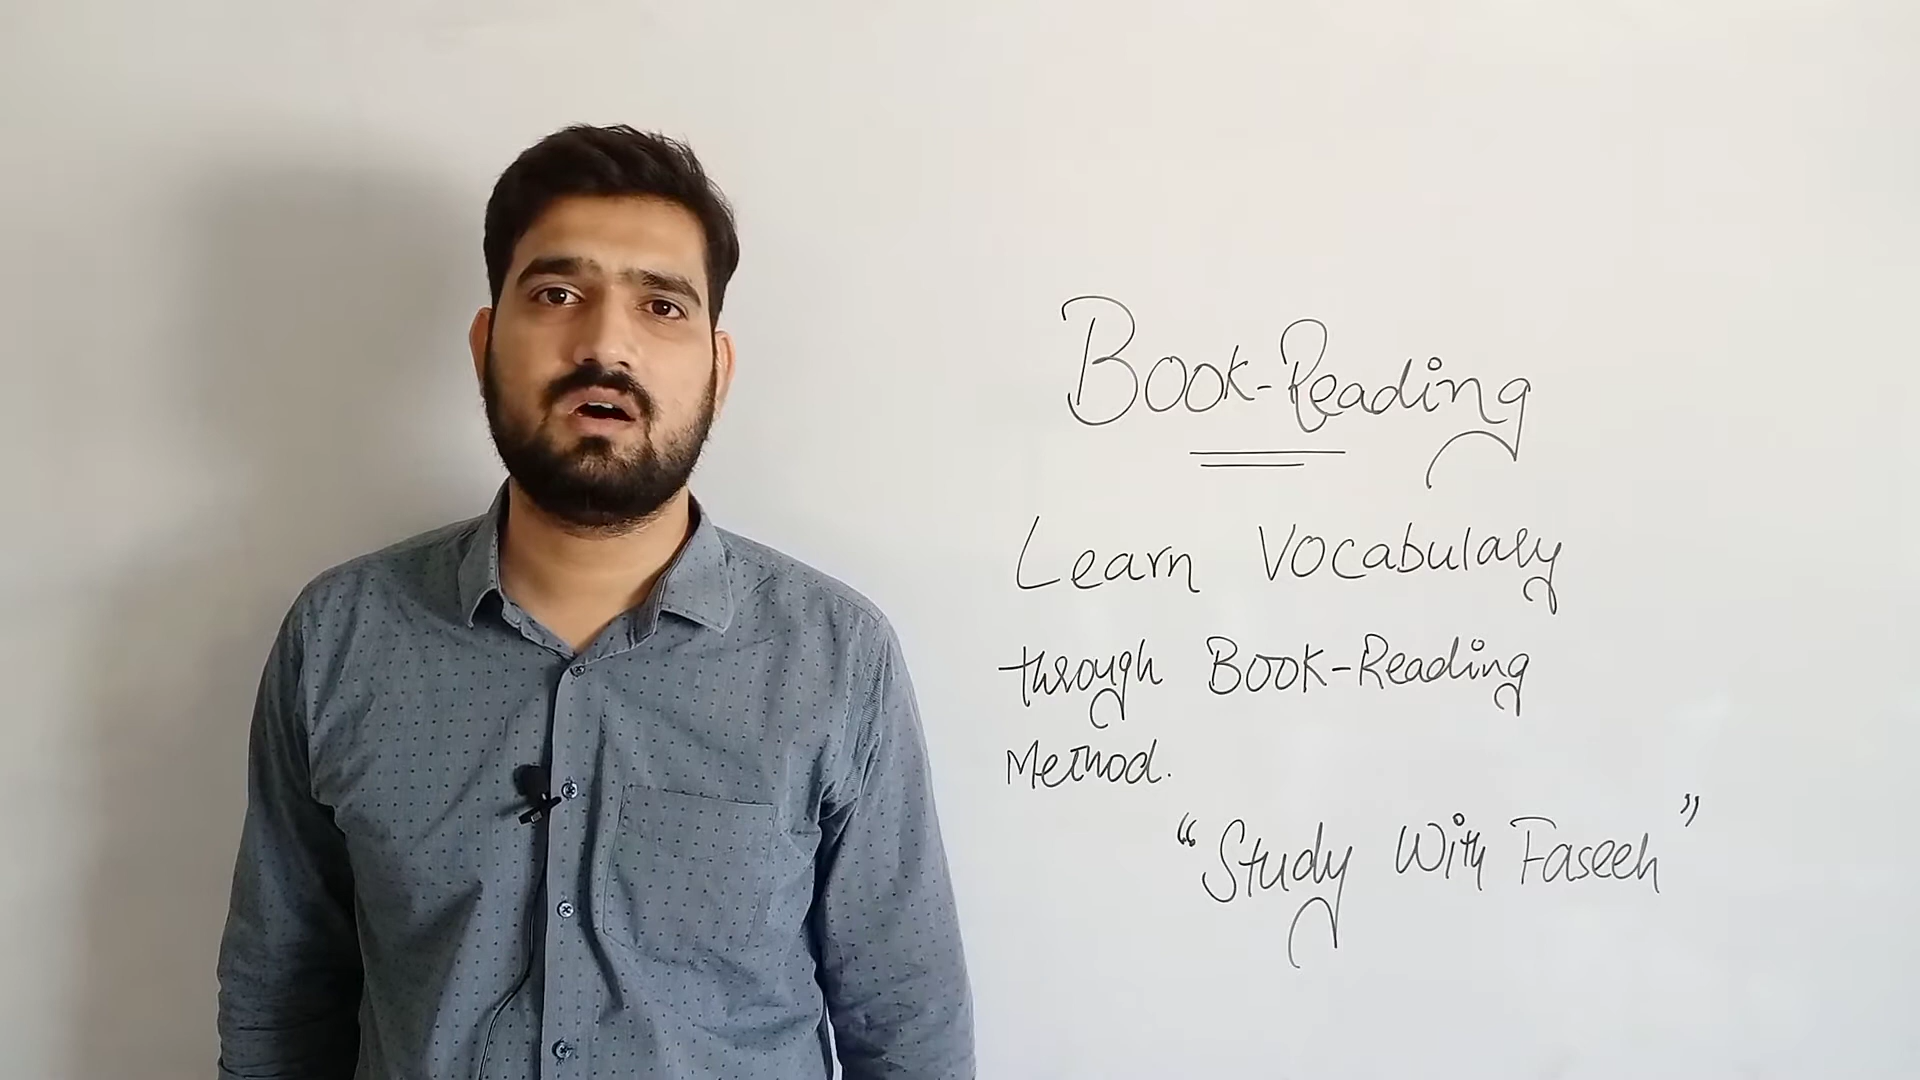 Book-Reading
Learn Vocabulary
through Book-Reading
Method.
"Study With Faseeh"